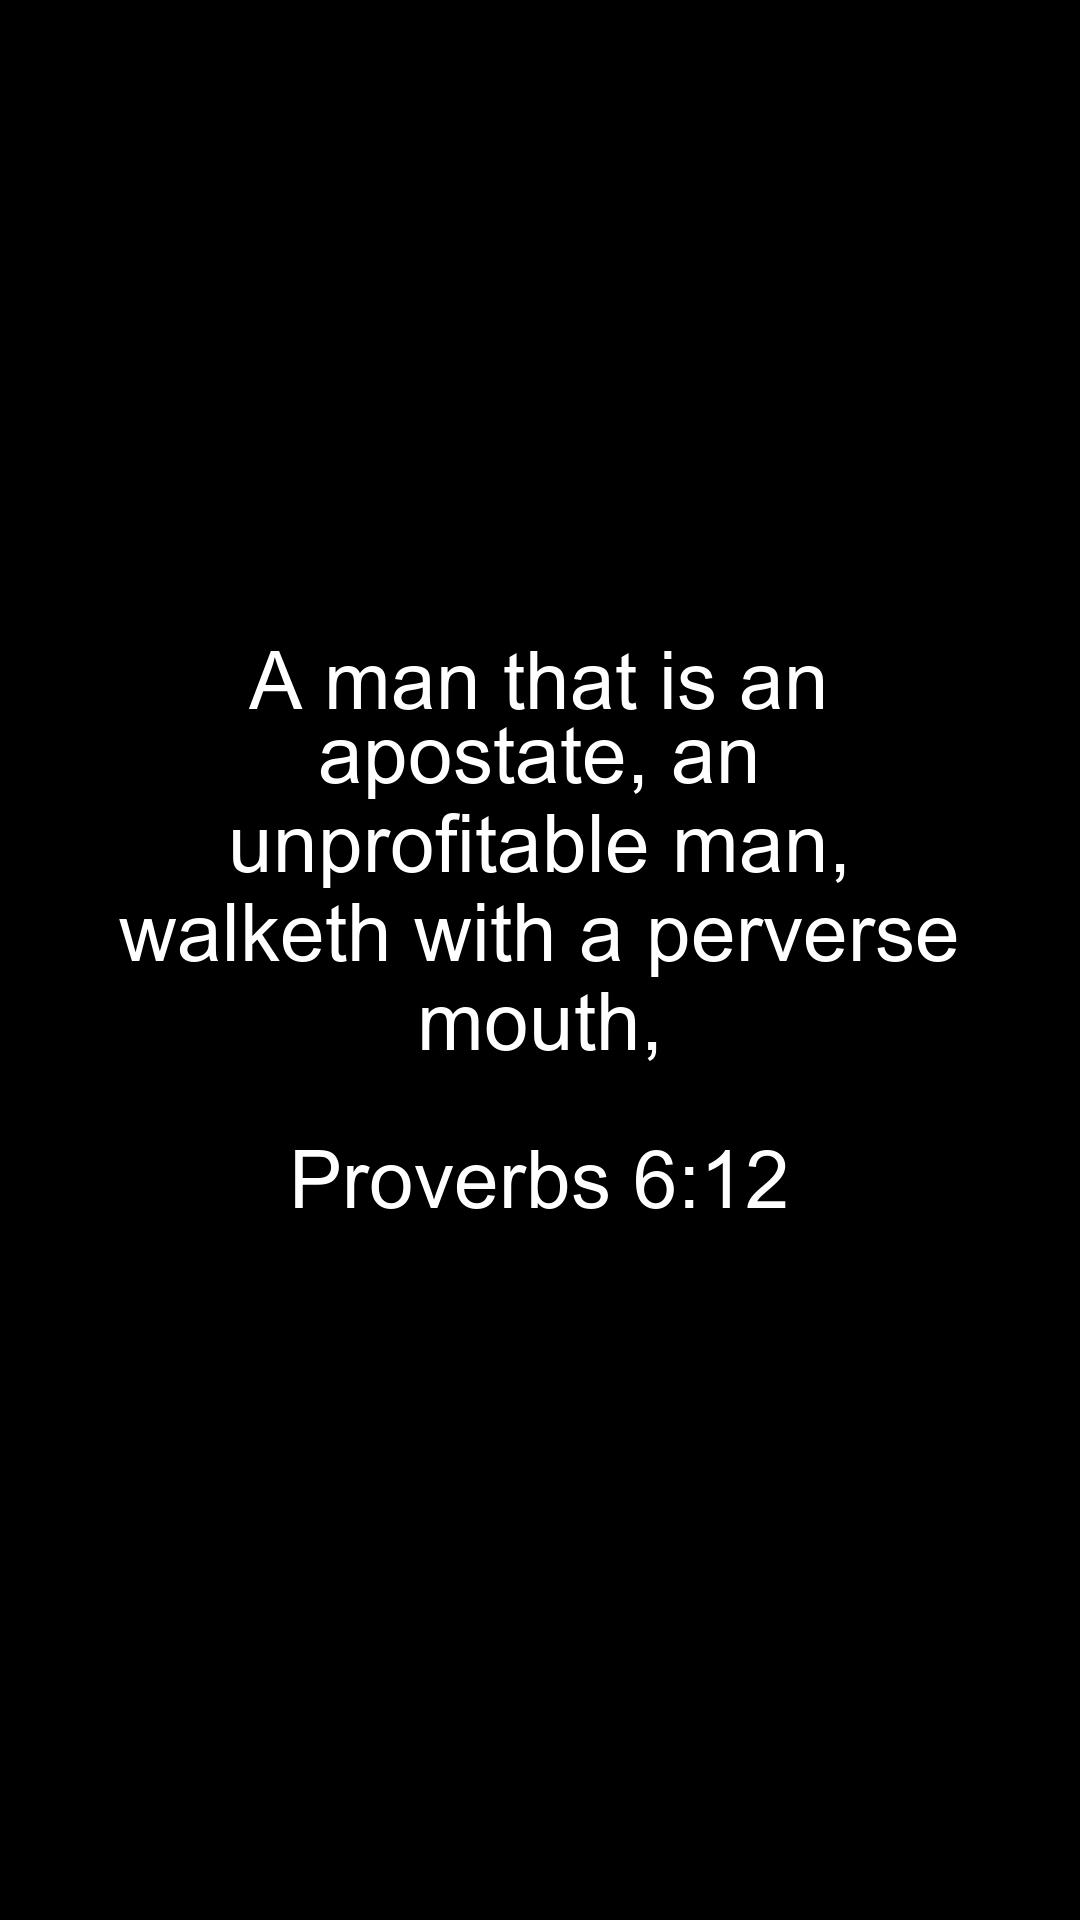 A man that is an
apostate, an
unprofitable man,
walketh with a perverse
mouth,
Proverbs 6:12